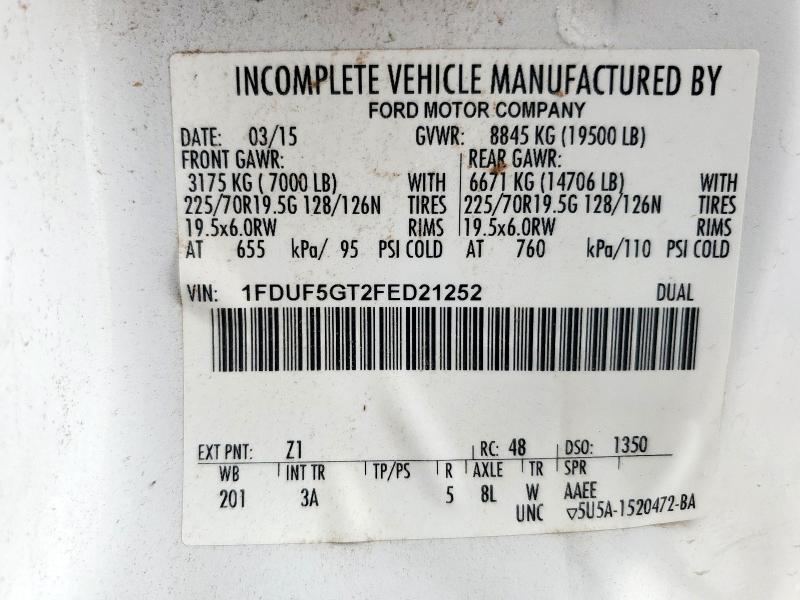 INCOMPLETE VEHICLE MANUFACTURED BY
FORD MOTOR COMPANY
DATE: 03/15 GVWR: 8845 KG (19500 LB)
FRONT GAWR: REAR GAWR:
3175 KG ( 7000 LB) WITH 6671 KG (14706 LB) WITH
225/70R19.5G 128/126N TIRES 225/70R19.5G 128/126N TIRES
19.5x6.0RW RIMS 19.5x6.0RW RIMS
AT 655 kPa/ 95 PSI COLD AT 760 kPa/110 PSI COLD
VIN: 1FDUF5GT2FED21252 DUAL
EXT PNT: Z1 RC: 48 DSO: 1350
WB INT TR TP/PS R AXLE TR SPR
201 3A 5 8L W AAEE
UNC ▽5U5A-1520472-BA